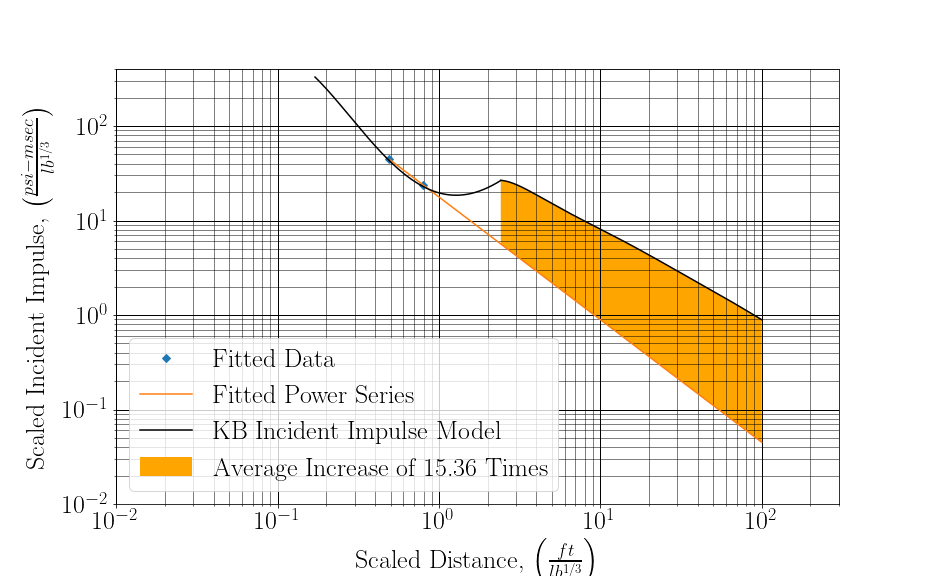 Scaled Incident Impulse, (psi−msec/lb^1/3)
10^2
10^1
10^0
10^−1
10^−2
Fitted Data
Fitted Power Series
KB Incident Impulse Model
Average Increase of 15.36 Times
10^−2 10^−1 10^0 10^1 10^2
Scaled Distance, (ft/lb^1/3)